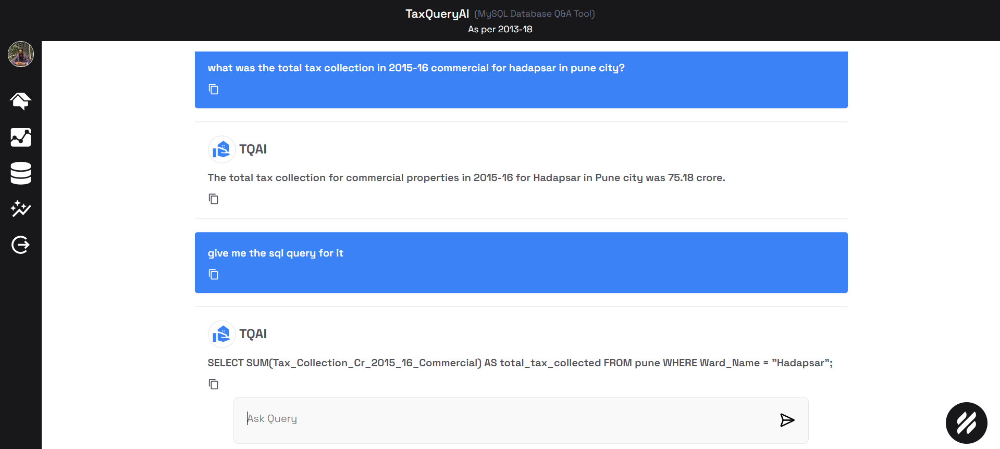 TaxQueryAI (MySQL Database Q&A Tool)
As per 2013-18
what was the total tax collection in 2015-16 commercial for hadapsar in pune city?
TQAI
The total tax collection for commercial properties in 2015-16 for Hadapsar in Pune city was 75.18 crore.
give me the sql query for it
TQAI
SELECT SUM(Tax_Collection_Cr_2015_16_Commercial) AS total_tax_collected FROM pune WHERE Ward_Name = ”Hadapsar”;
Ask Query